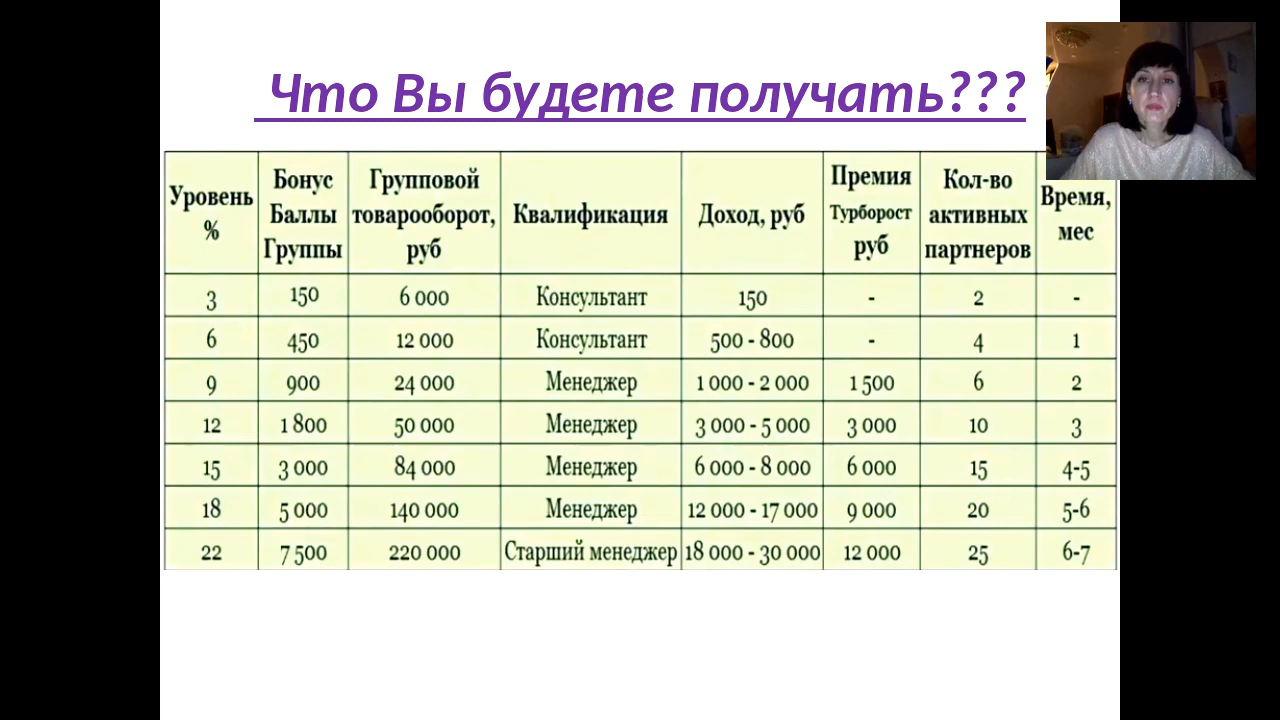 Что Вы будете получать???
Уровень % | Бонус Баллы Группы | Групповой товарооборот, руб | Квалификация | Доход, руб | Премия Турборост руб | Кол-во активных партнеров | Время, мес
3 | 150 | 6 000 | Консультант | 150 | - | 2 | -
6 | 450 | 12 000 | Консультант | 500 - 800 | - | 4 | 1
9 | 900 | 24 000 | Менеджер | 1 000 - 2 000 | 1 500 | 6 | 2
12 | 1 800 | 50 000 | Менеджер | 3 000 - 5 000 | 3 000 | 10 | 3
15 | 3 000 | 84 000 | Менеджер | 6 000 - 8 000 | 6 000 | 15 | 4-5
18 | 5 000 | 140 000 | Менеджер | 12 000 - 17 000 | 9 000 | 20 | 5-6
22 | 7 500 | 220 000 | Старший менеджер | 18 000 - 30 000 | 12 000 | 25 | 6-7